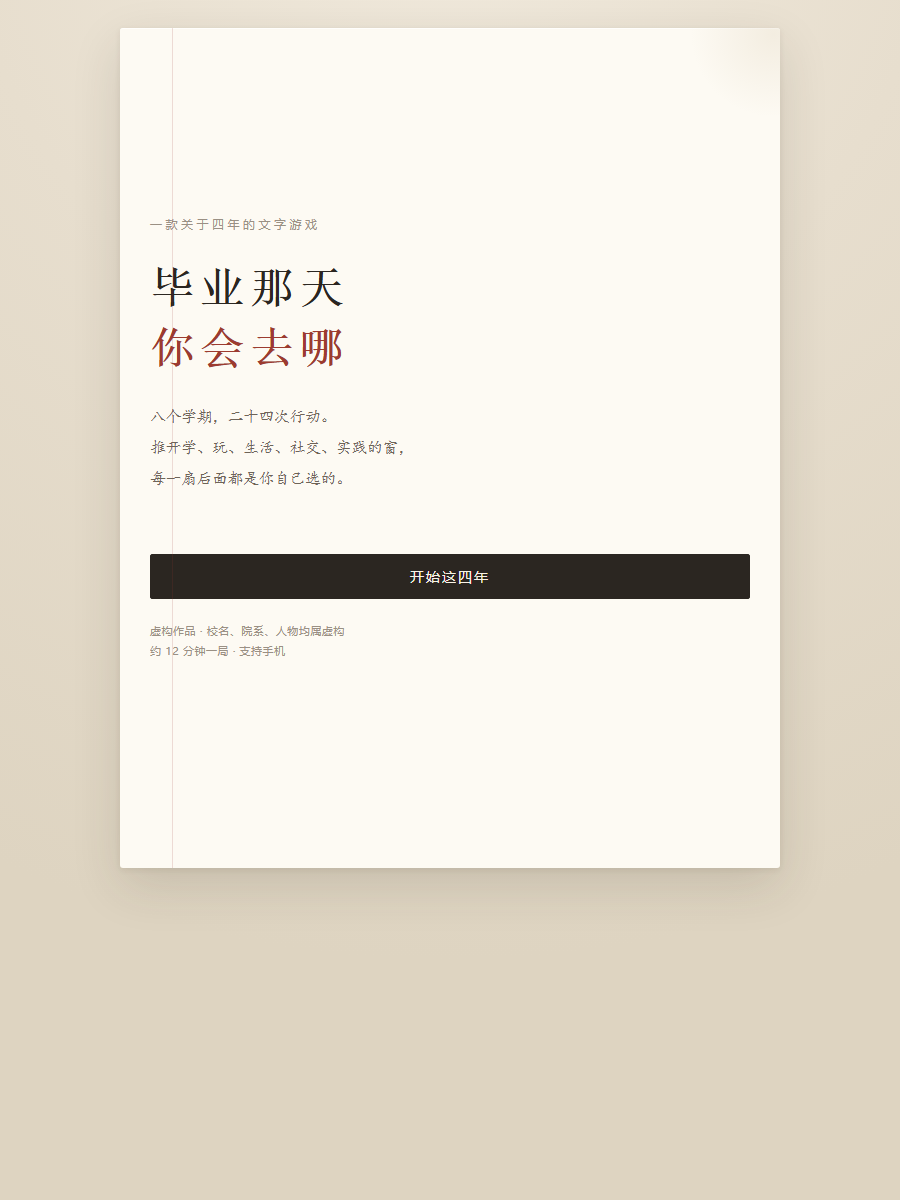 一款关于四年的文字游戏
毕业那天
你会去哪
八个学期，二十四次行动。
推开学、玩、生活、社交、实践的窗，
每一扇后面都是你自己选的。
开始这四年
虚构作品 · 校名、院系、人物均属虚构
约 12 分钟一局 · 支持手机